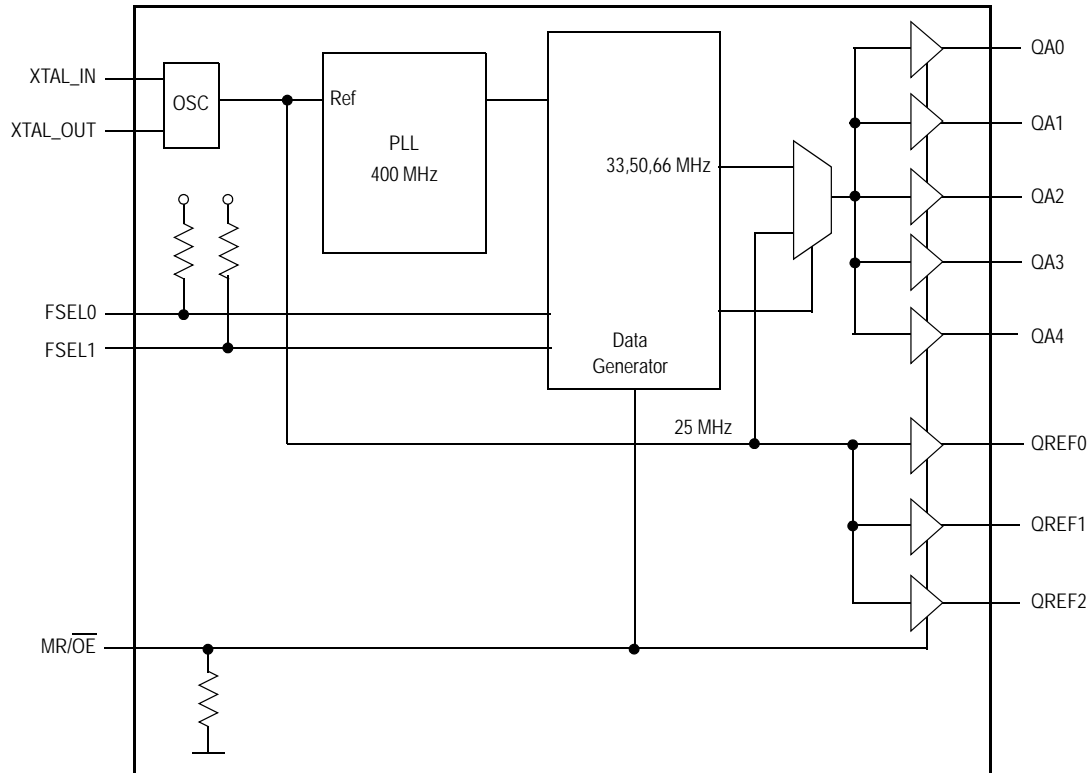 XTAL_IN
XTAL_OUT
OSC
Ref
PLL
400 MHz
33,50,66 MHz
FSEL0
FSEL1
Data
Generator
25 MHz
MR/O̅E̅
QA0
QA1
QA2
QA3
QA4
QREF0
QREF1
QREF2